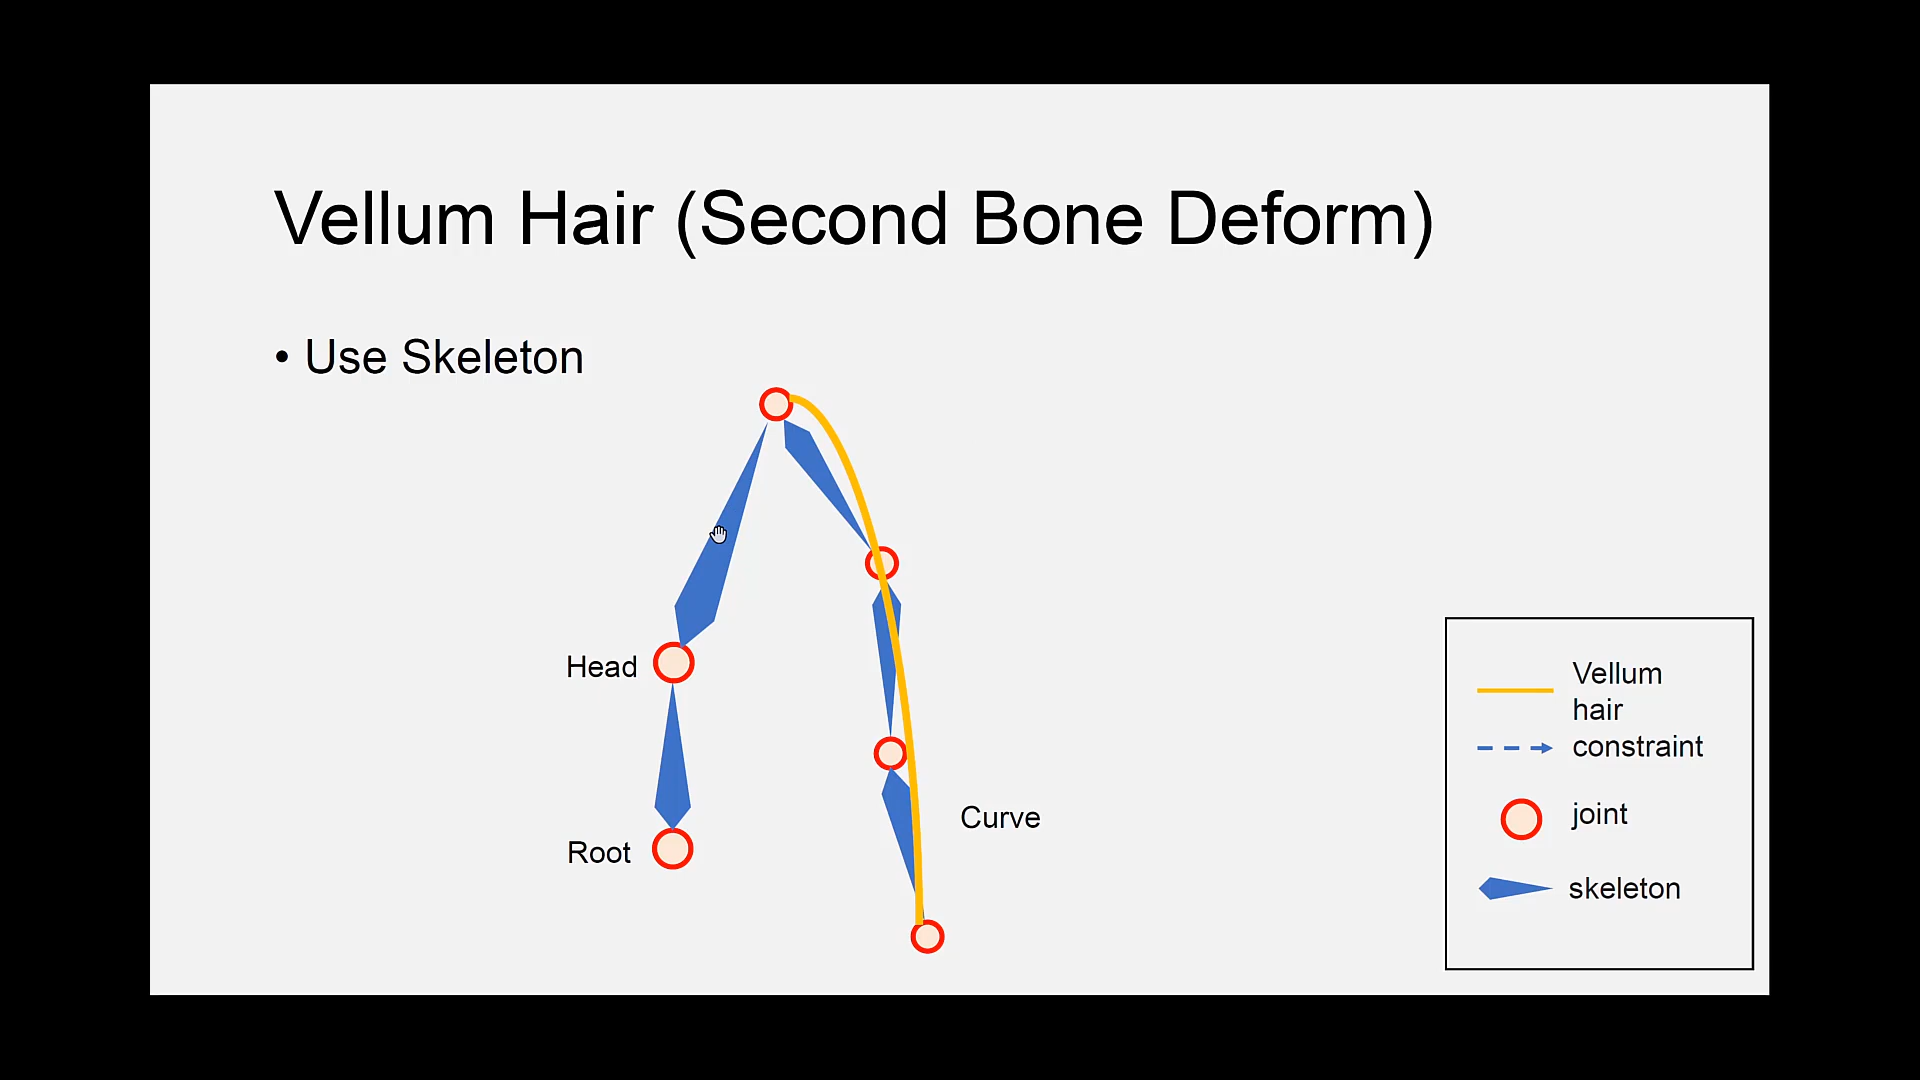 Vellum Hair (Second Bone Deform)
• Use Skeleton
Head
Root
Curve
Vellum
hair
constraint
joint
skeleton